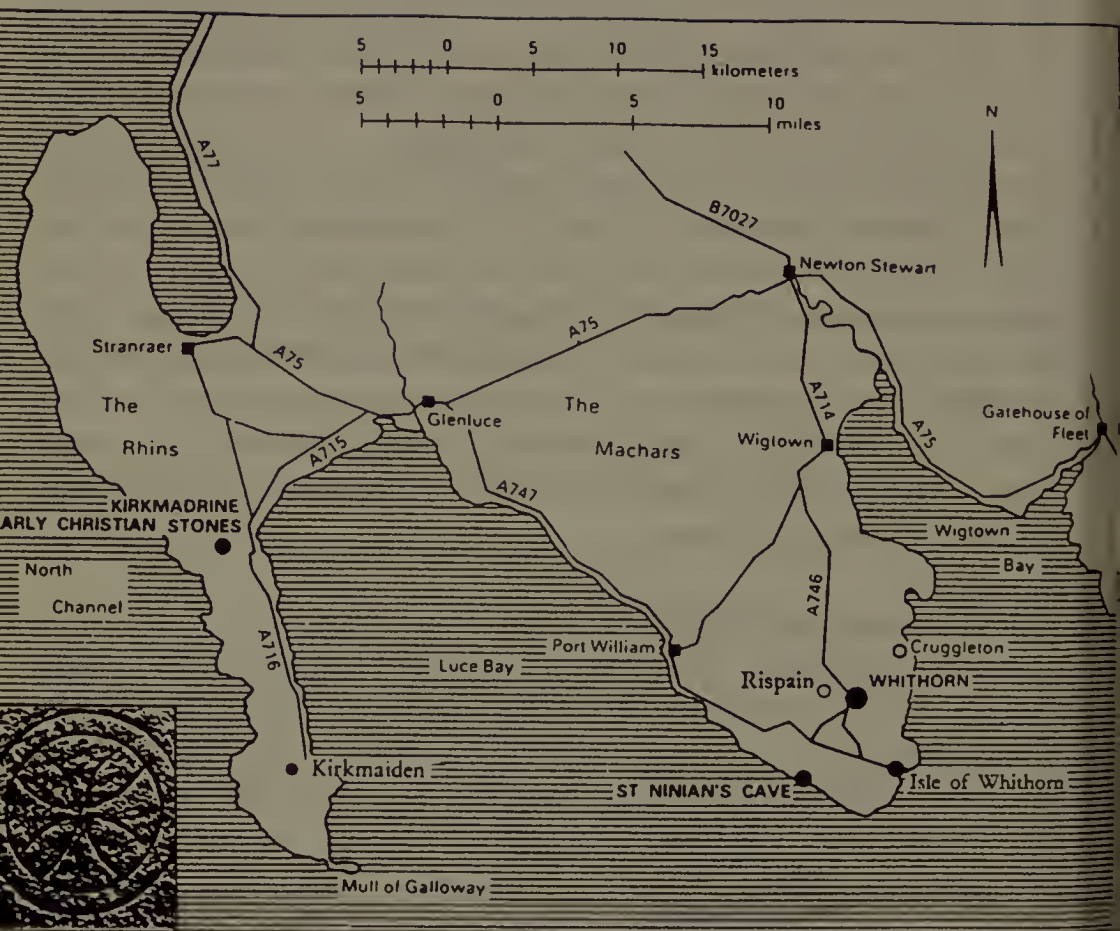 5 0 5 10 15
kilometers
5 0 5 10
miles
N
A77
B7027
Newton Stewart
Stranraer
A75
A75
The
Rhins
Glenluce
The
Machars
A714
Gatehouse of
Fleet
A715
Wigtown
A75
A747
KIRKMADRINE
EARLY CHRISTIAN STONES
Wigtown
Bay
North
Channel
A746
A716
Port William
Cruggleton
Luce Bay
Rispain
WHITHORN
Kirkmaiden
ST NINIAN'S CAVE
Isle of Whithorn
Mull of Galloway